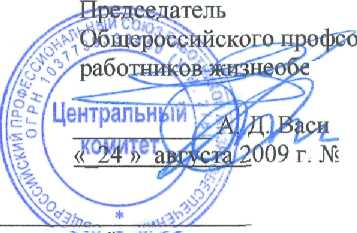 Председатель
Общероссийского профсо
работников жизнеобе
А. Д. Васи
« 24 » августа 2009 г. №
Центральный
комитет